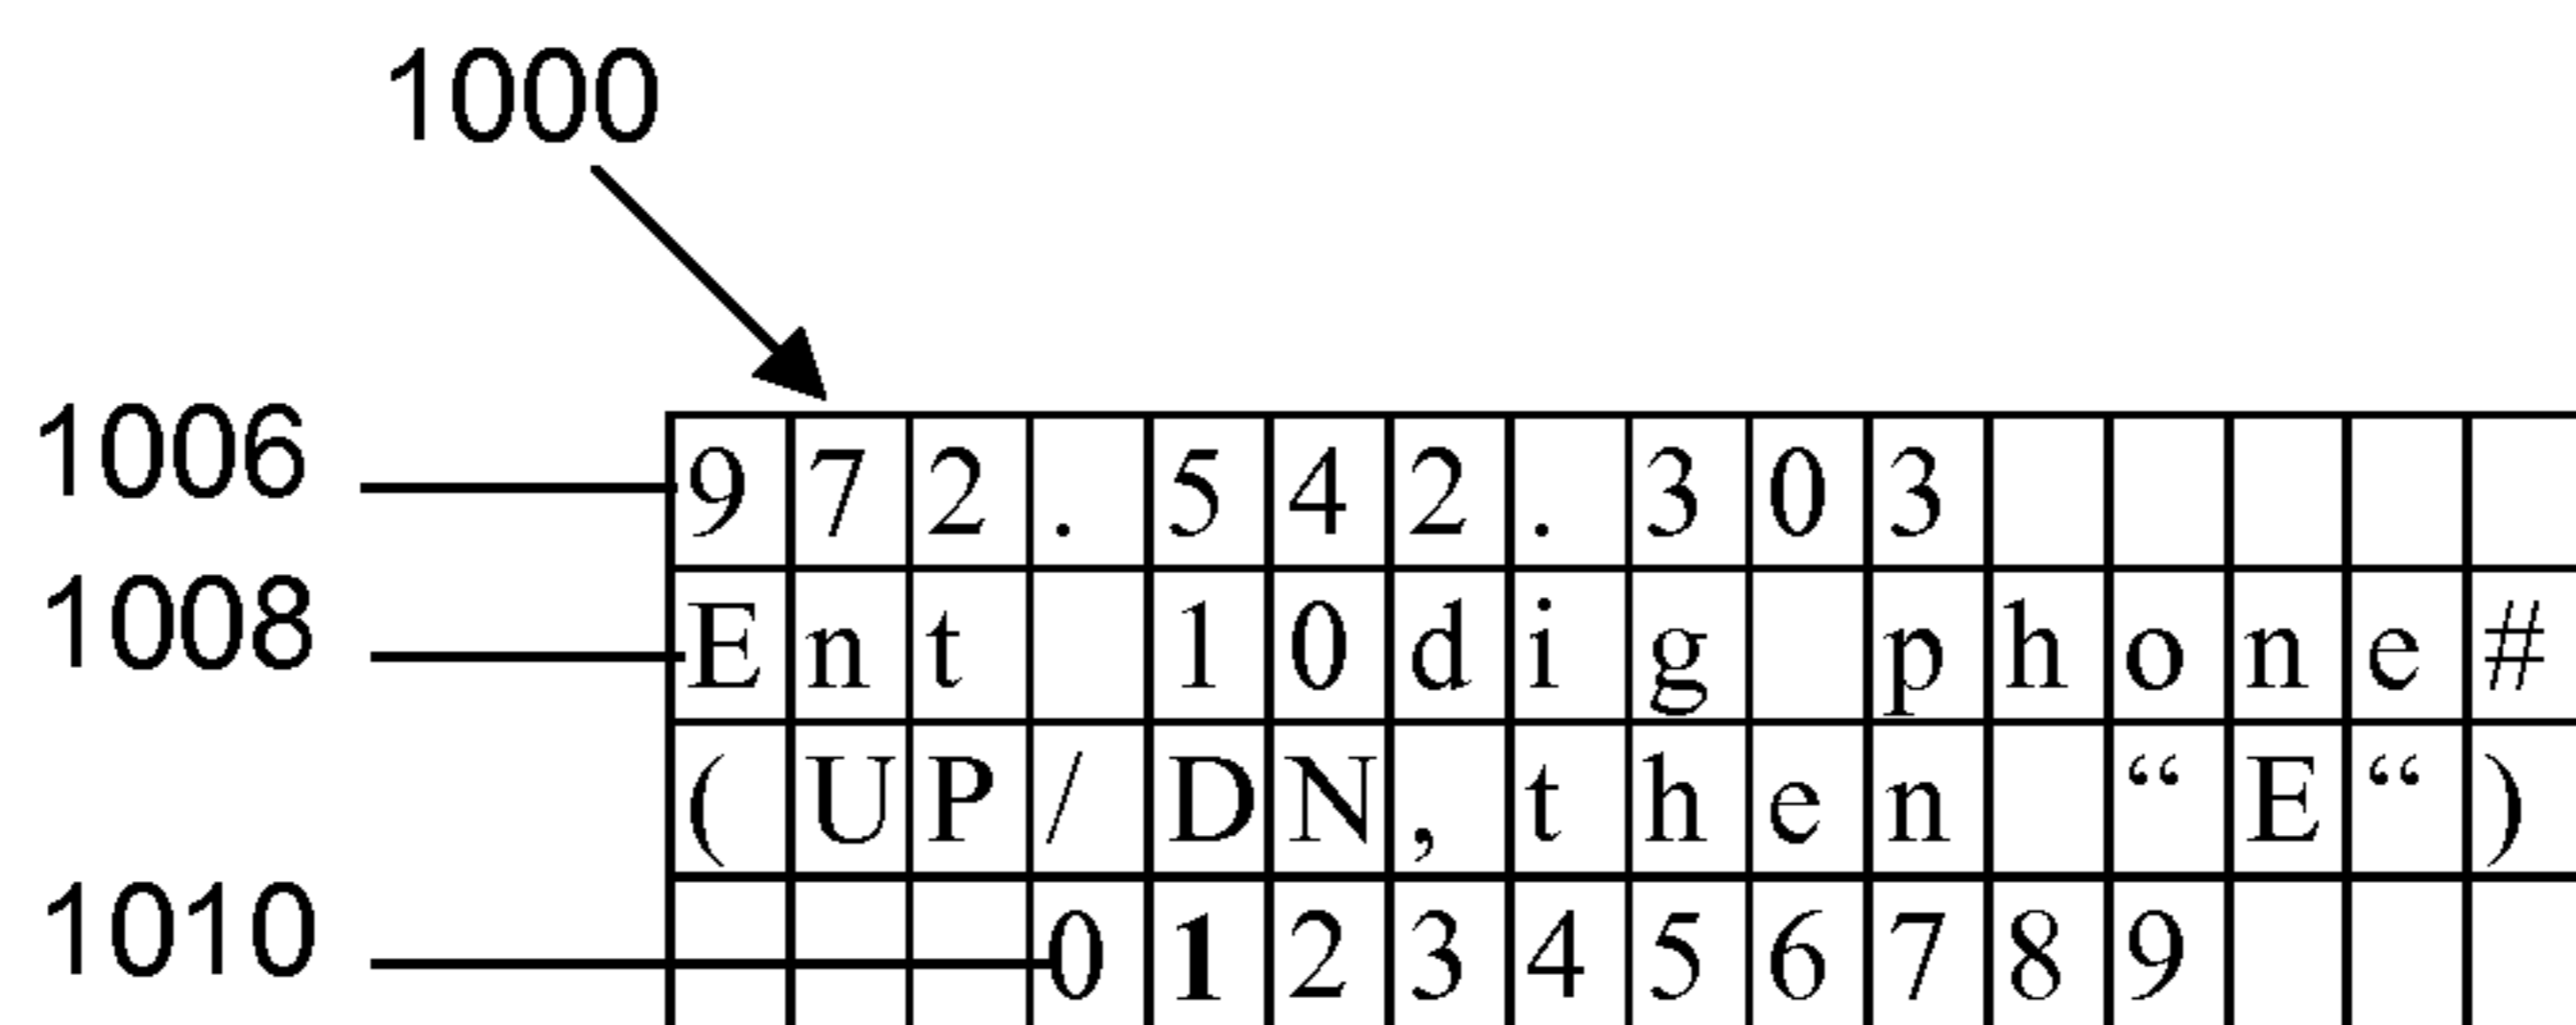 1000
1006 972.542.303
1008 Ent 10dig phone#
(UP/DN,then “E“)
1010 0123456789